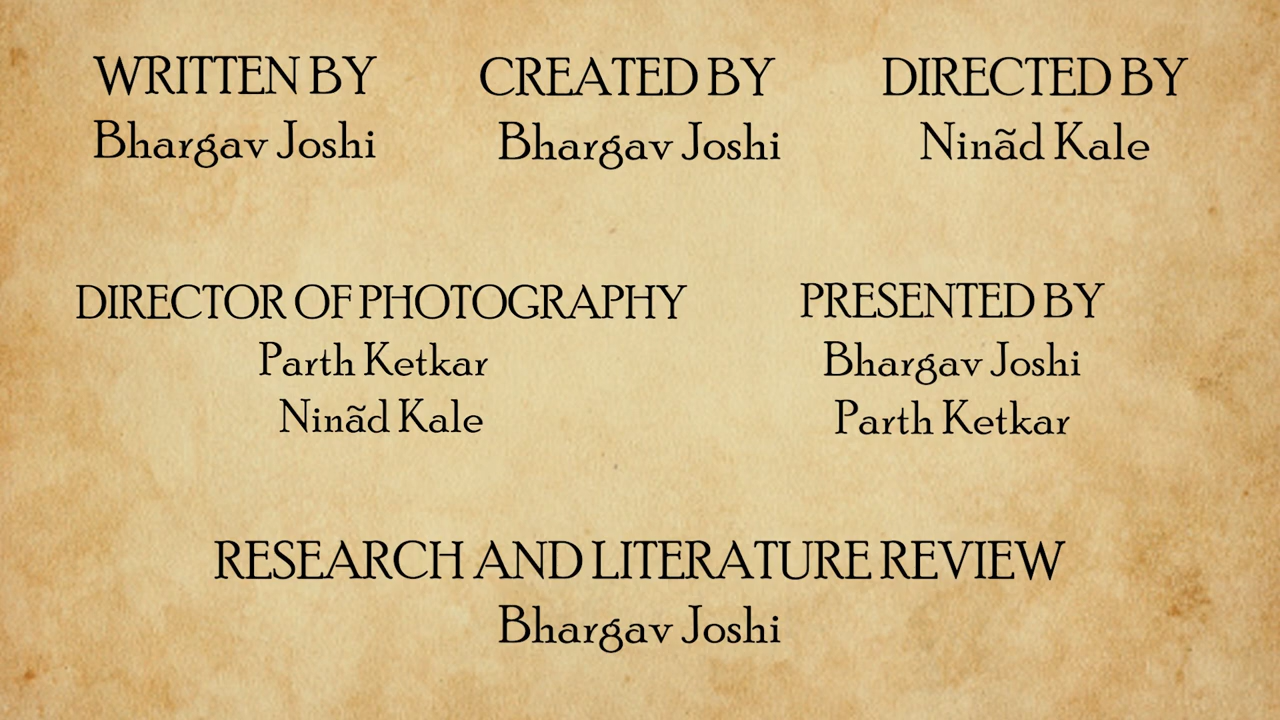 WRITTEN BY
Bhargav Joshi
CREATED BY
Bhargav Joshi
DIRECTED BY
Ninãd Kale
DIRECTOR OF PHOTOGRAPHY
Parth Ketkar
Ninãd Kale
PRESENTED BY
Bhargav Joshi
Parth Ketkar
RESEARCH AND LITERATURE REVIEW
Bhargav Joshi